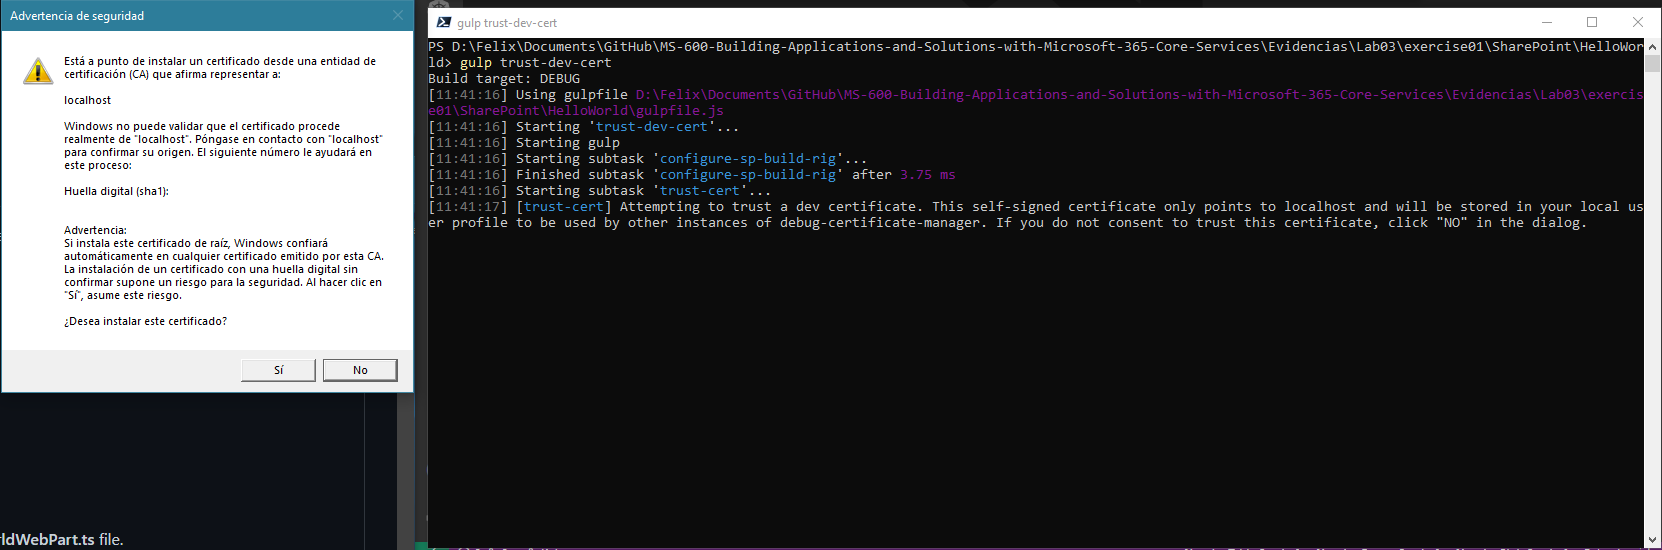 Advertencia de seguridad
Está a punto de instalar un certificado desde una entidad de
certificación (CA) que afirma representar a:
localhost
Windows no puede validar que el certificado procede
realmente de "localhost". Póngase en contacto con "localhost"
para confirmar su origen. El siguiente número le ayudará en
este proceso:
Huella digital (sha1):
Advertencia:
Si instala este certificado de raíz, Windows confiará
automáticamente en cualquier certificado emitido por esta CA.
La instalación de un certificado con una huella digital sin
confirmar supone un riesgo para la seguridad. Al hacer clic en
"Sí", asume este riesgo.
¿Desea instalar este certificado?
Sí
No
ldWebPart.ts file.
gulp trust-dev-cert
PS D:\Felix\Documents\GitHub\MS-600-Building-Applications-and-Solutions-with-Microsoft-365-Core-Services\Evidencias\Lab03\exercise01\SharePoint\HelloWor
ld> gulp trust-dev-cert
Build target: DEBUG
[11:41:16] Using gulpfile D:\Felix\Documents\GitHub\MS-600-Building-Applications-and-Solutions-with-Microsoft-365-Core-Services\Evidencias\Lab03\exercis
e01\SharePoint\HelloWorld\gulpfile.js
[11:41:16] Starting 'trust-dev-cert'...
[11:41:16] Starting gulp
[11:41:16] Starting subtask 'configure-sp-build-rig'...
[11:41:16] Finished subtask 'configure-sp-build-rig' after 3.75 ms
[11:41:16] Starting subtask 'trust-cert'...
[11:41:17] [trust-cert] Attempting to trust a dev certificate. This self-signed certificate only points to localhost and will be stored in your local us
er profile to be used by other instances of debug-certificate-manager. If you do not consent to trust this certificate, click "NO" in the dialog.